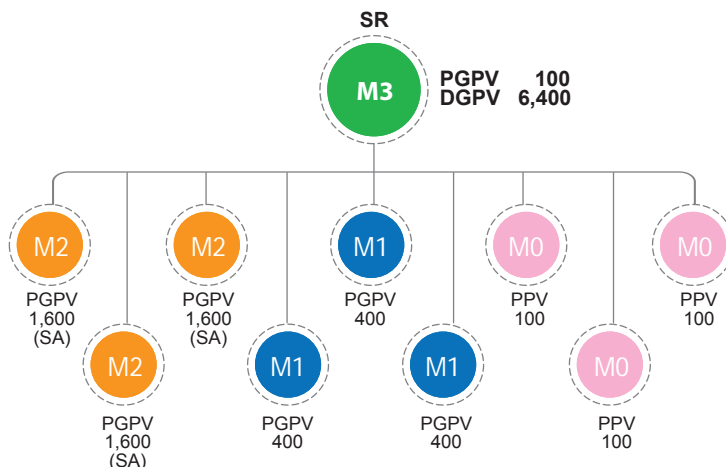 SR
M3
PGPV 100
DGPV 6,400
M2
PGPV
1,600
(SA)
M2
PGPV
1,600
(SA)
M2
PGPV
1,600
(SA)
M1
PGPV
400
M1
PGPV
400
M1
PGPV
400
M0
PPV
100
M0
PPV
100
M0
PPV
100